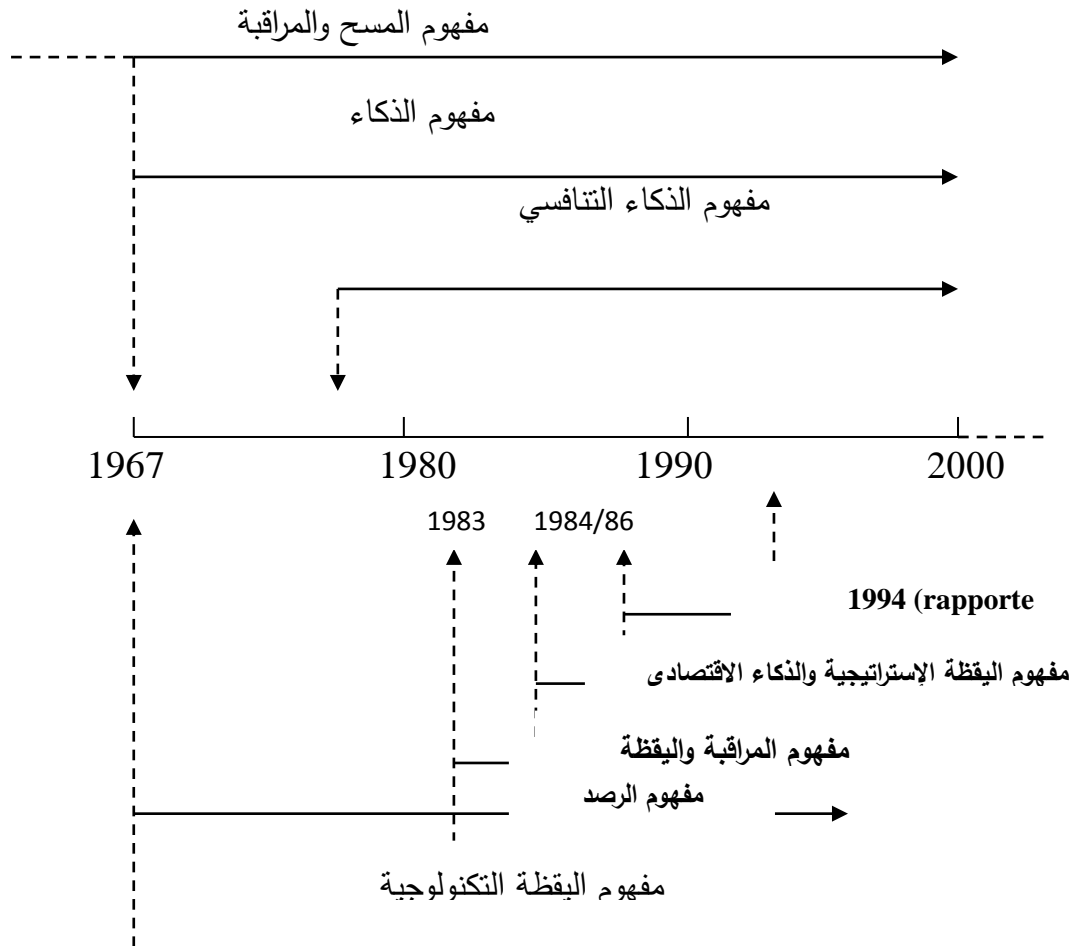 مفهوم المسح والمراقبة
مفهوم الذكاء
مفهوم الذكاء التنافسي
1967 1980 1990 2000
1983 1984/86
1994 (rapporte
مفهوم اليقظة الإستراتيجية والذكاء الاقتصادى
مفهوم المراقبة واليقظة
مفهوم الرصد
مفهوم اليقظة التكنولوجية